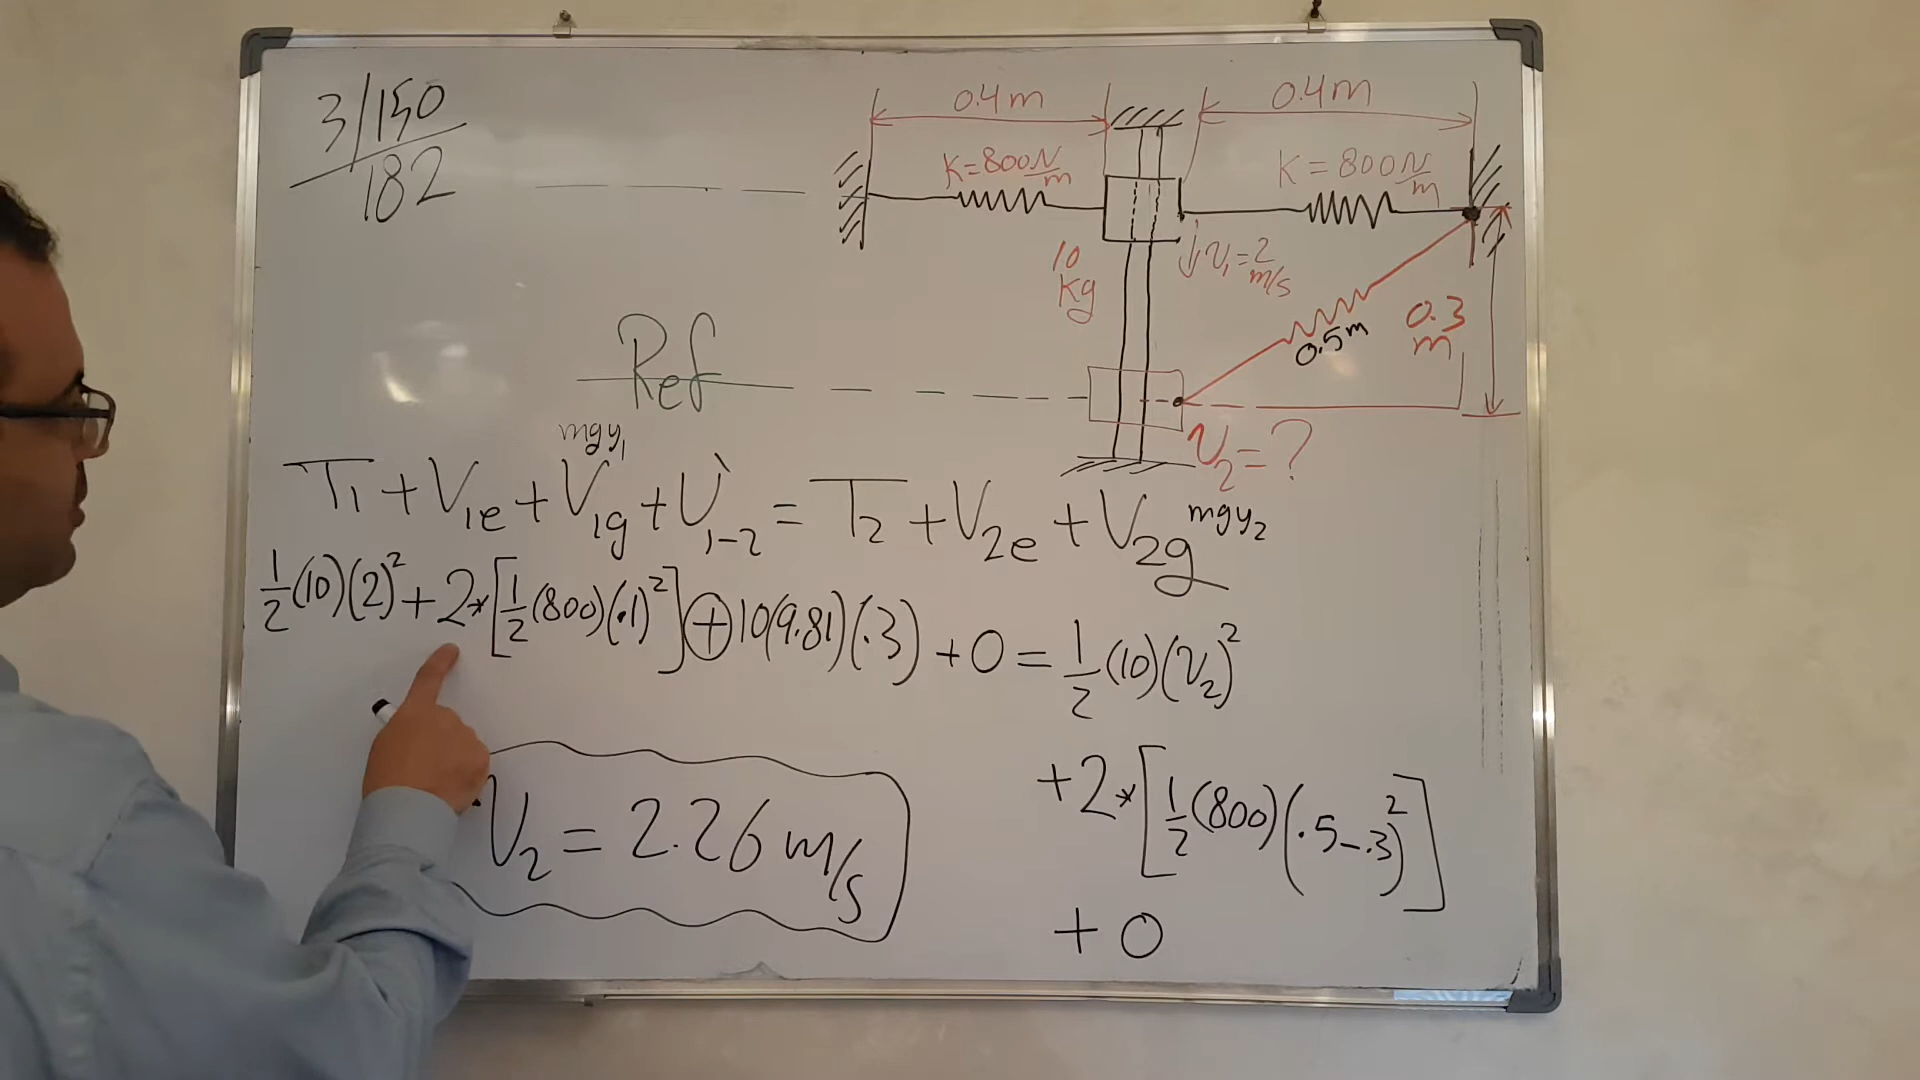 3/150
182
0.4m
0.4m
K=800N/m
K=800N/m
10 kg
v₁=2 m/s
0.5m
0.3 m
Ref
V₂=?
mgy₁
T₁+V₁e+V₁g+U'₁₋₂=T₂+V₂e+V₂g mgy₂
1/2(10)(2)²+2*[1/2(800)(.1)²]⊕10(9.81)(.3)+0=1/2(10)(V₂)²
+2*[1/2(800)(.5-.3)²]
+0
V₂=2.26 m/s